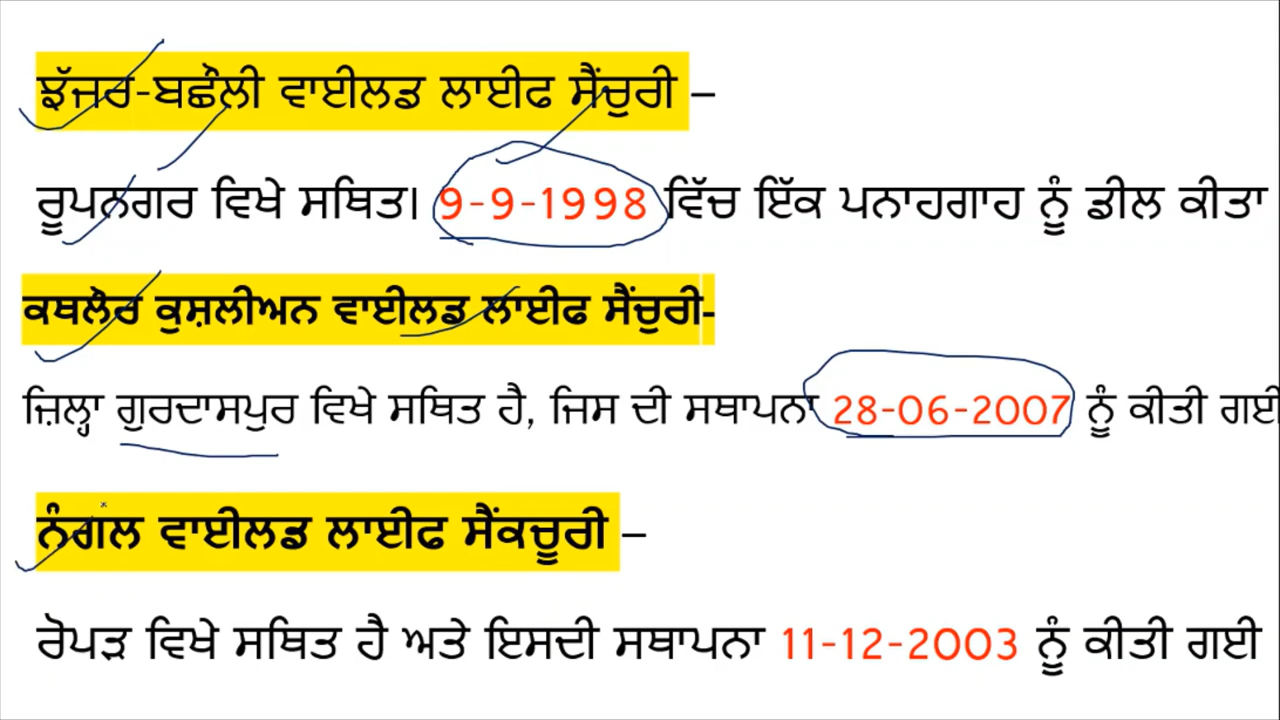 ਝੱਜਰ-ਬਛੌਲੀ ਵਾਈਲਡ ਲਾਈਫ ਸੈਂਚੁਰੀ –
ਰੂਪਨਗਰ ਵਿਖੇ ਸਥਿਤ। 9-9-1998 ਵਿੱਚ ਇੱਕ ਪਨਾਹਗਾਹ ਨੂੰ ਡੀਲ ਕੀਤਾ
ਕਥਲੋਰ ਕੁਸ਼ਲੀਅਨ ਵਾਈਲਡ ਲਾਈਫ ਸੈਂਚੁਰੀ-
ਜ਼ਿਲ੍ਹਾ ਗੁਰਦਾਸਪੁਰ ਵਿਖੇ ਸਥਿਤ ਹੈ, ਜਿਸ ਦੀ ਸਥਾਪਨਾ 28-06-2007 ਨੂੰ ਕੀਤੀ ਗਈ
ਨੰਗਲ ਵਾਈਲਡ ਲਾਈਫ ਸੈਂਕਚੂਰੀ –
ਰੋਪੜ ਵਿਖੇ ਸਥਿਤ ਹੈ ਅਤੇ ਇਸਦੀ ਸਥਾਪਨਾ 11-12-2003 ਨੂੰ ਕੀਤੀ ਗਈ